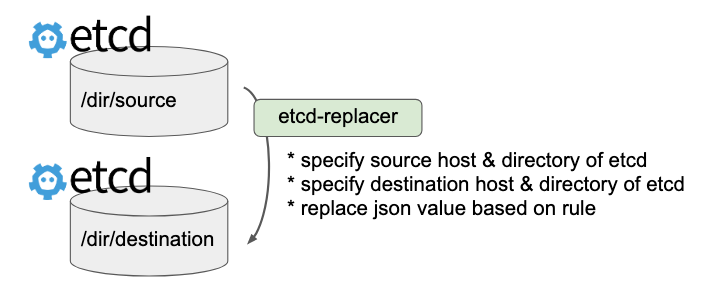 etcd
/dir/source
etcd-replacer
* specify source host & directory of etcd
* specify destination host & directory of etcd
* replace json value based on rule
etcd
/dir/destination